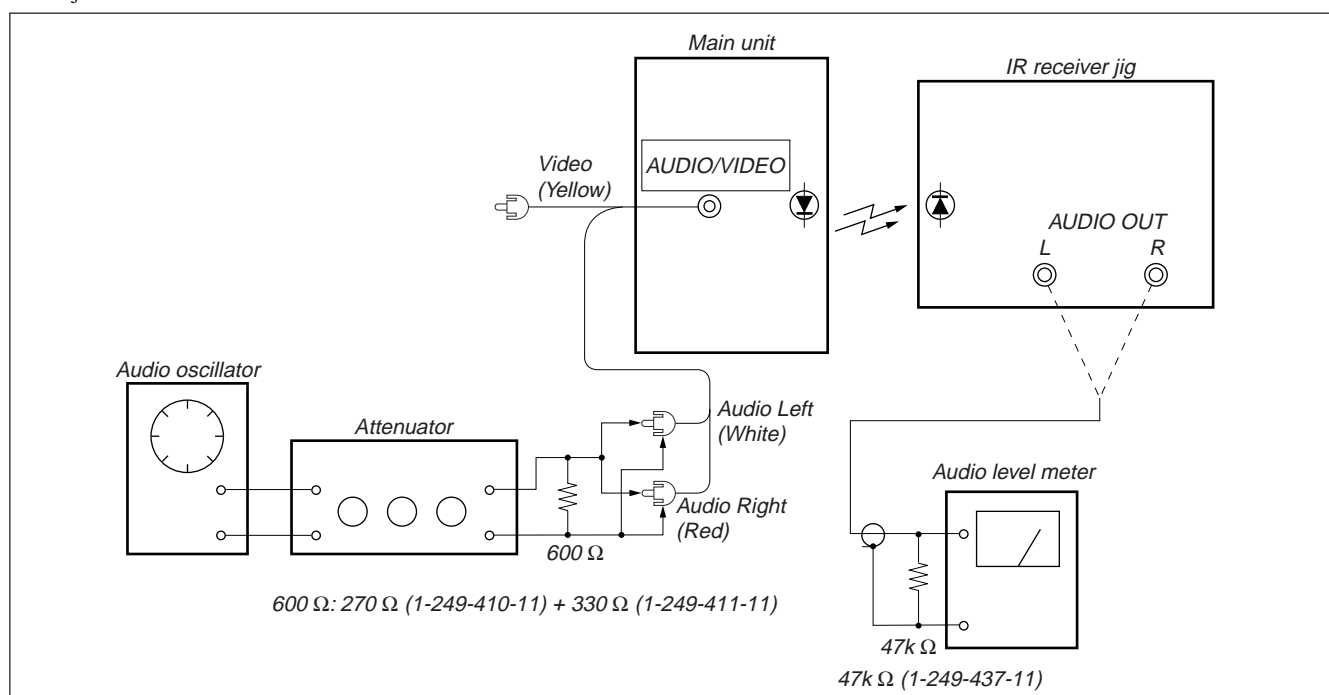 Main unit
IR receiver jig
AUDIO/VIDEO
Video
(Yellow)
AUDIO OUT
L R
Audio oscillator
Attenuator
Audio Left
(White)
Audio Right
(Red)
600 Ω
600 Ω: 270 Ω (1-249-410-11) + 330 Ω (1-249-411-11)
Audio level meter
47k Ω
47k Ω (1-249-437-11)